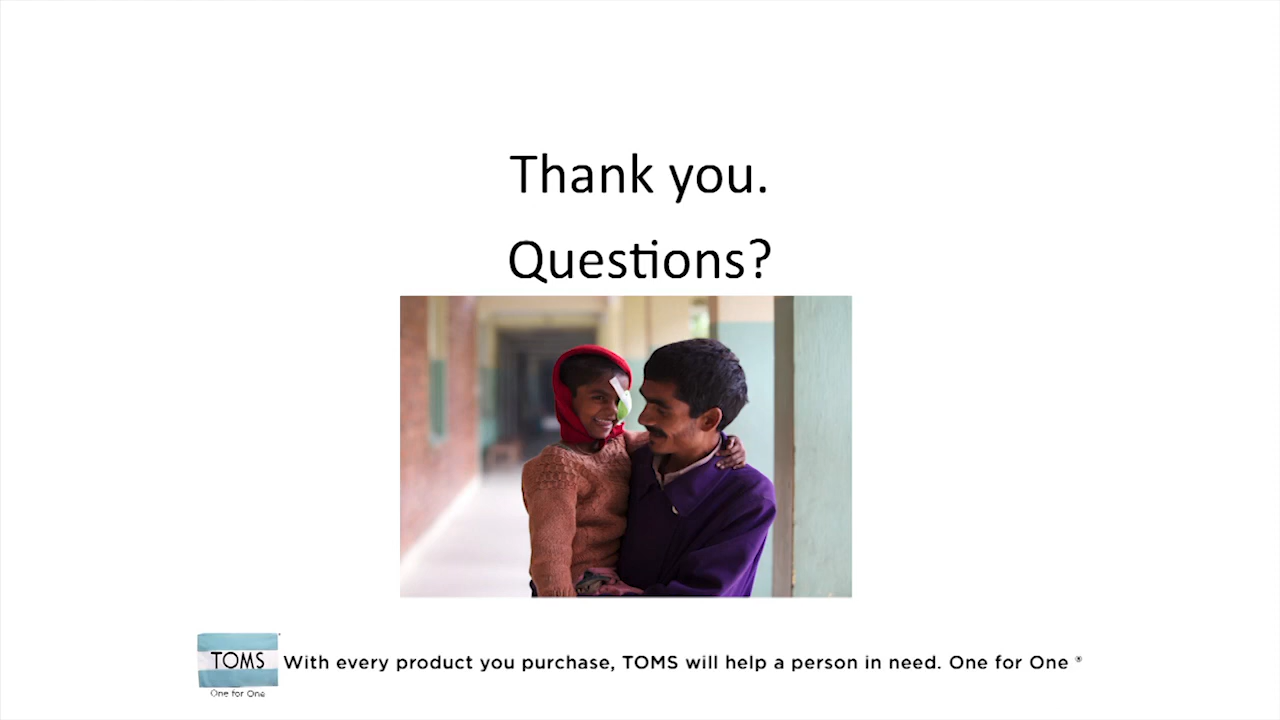 Thank you.
Questions?
TOMS
One for One
With every product you purchase, TOMS will help a person in need. One for One ®